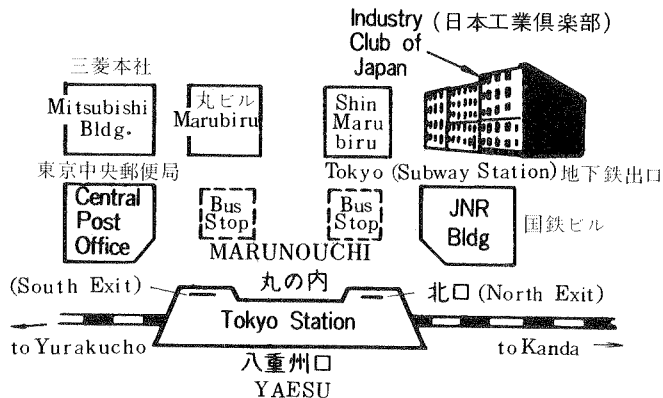 Industry (日本工業倶楽部)
Club of
Japan
三菱本社
Mitsubishi
Bldg.
丸ビル
Marubiru
Shin
Maru
biru
東京中央郵便局
Tokyo (Subway Station) 地下鉄出口
Central
Post
Office
Bus
Stop
Bus
Stop
JNR
Bldg
国鉄ビル
MARUNOUCHI
丸の内
(South Exit)
北口 (North Exit)
Tokyo Station
to Yurakucho
to Kanda
八重州口
YAESU